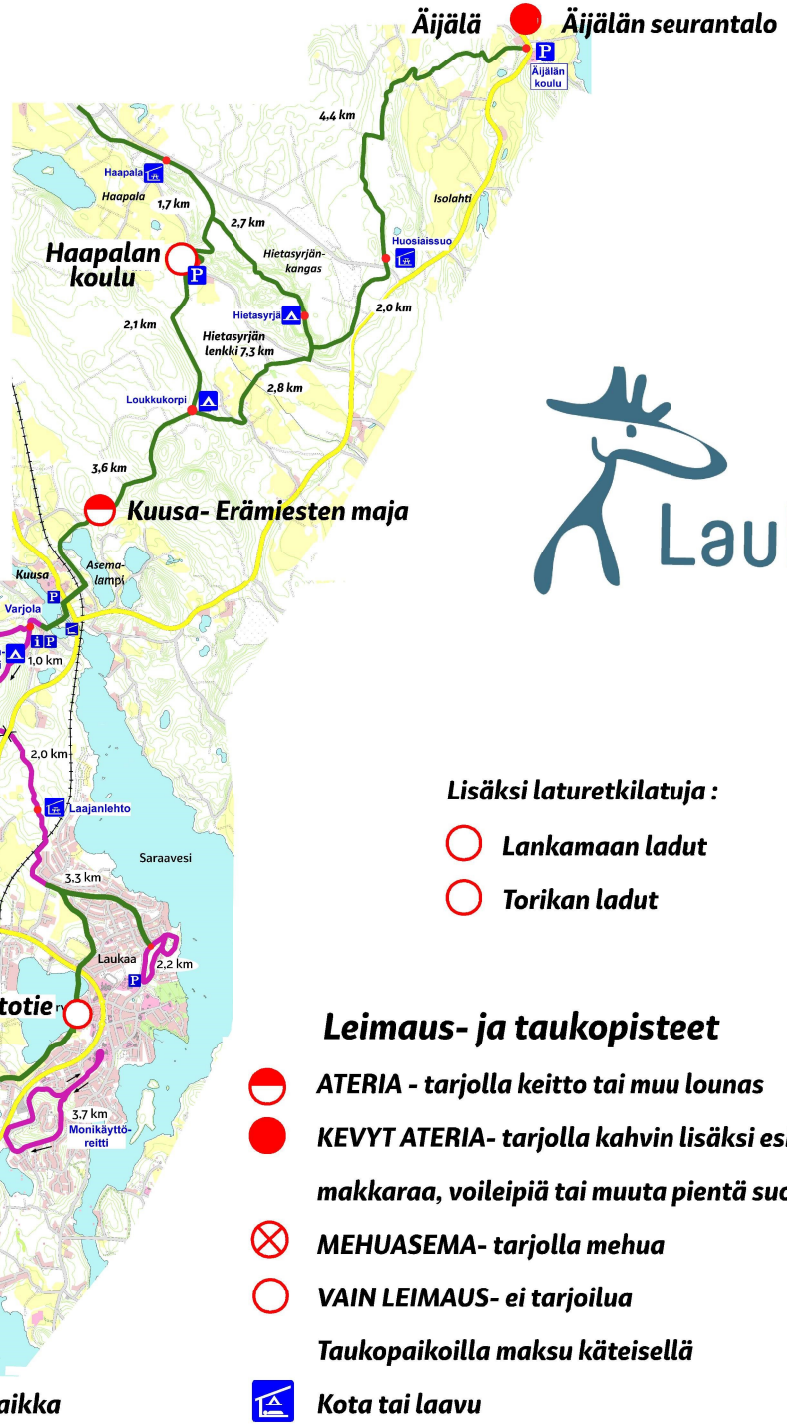 Äijälä
Äijälän seurantalo
P
Äijälän
koulu
4,4 km
Haapala
Haapala
1,7 km
2,7 km
Isolahti
Huosiaissuo
Haapalan
koulu
P
Hietasyrjän-
kangas
2,0 km
Hietasyrjä
2,1 km
Hietasyrjän
lenkki 7,3 km
2,8 km
Loukkukorpi
3,6 km
Kuusa- Erämiesten maja
Lau
Asema-
lampi
Kuusa
P
Varjola
i P
1,0 km
2,0 km
Laajanlehto
Saraavesi
3,3 km
Laukaa
2,2 km
P
totie
3,7 km
Monikäyttö-
reitti
Lisäksi laturetkilatuja :
Lankamaan ladut
Torikan ladut
Leimaus- ja taukopisteet
ATERIA - tarjolla keitto tai muu lounas
KEVYT ATERIA- tarjolla kahvin lisäksi es
makkaraa, voileipiä tai muuta pientä suo
MEHUASEMA- tarjolla mehua
VAIN LEIMAUS- ei tarjoilua
Taukopaikoilla maksu käteisellä
aikka
Kota tai laavu